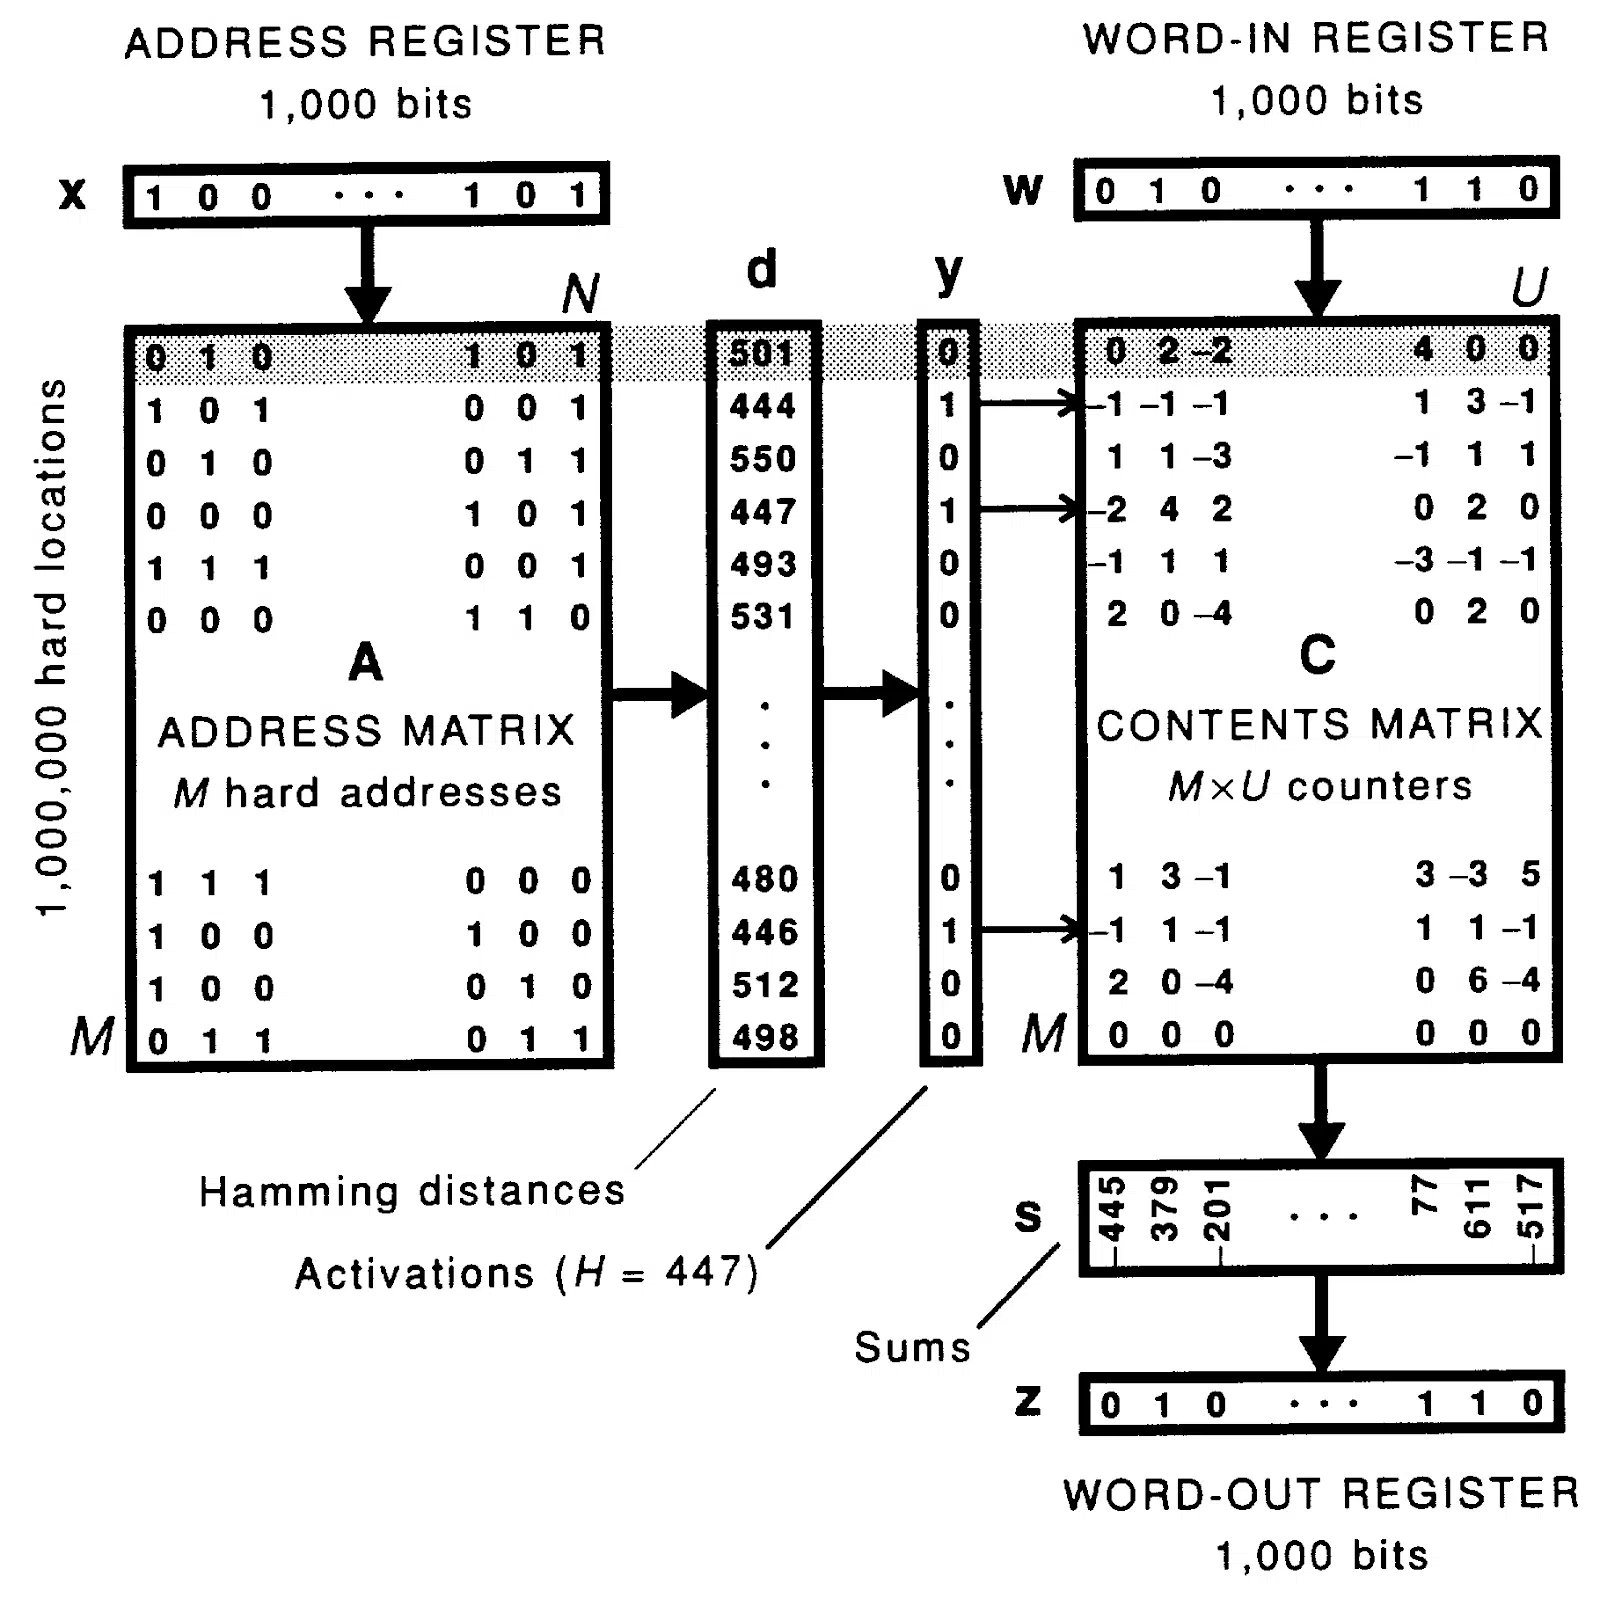 ADDRESS REGISTER
1,000 bits
WORD-IN REGISTER
1,000 bits
x
1 0 0 ··· 1 0 1
w
0 1 0 ··· 1 1 0
N
d
y
U
0 1 0 1 0 1 501 0 0 2 –2 4 0 0
1 0 1 0 0 1 444 1 –1 –1 –1 1 3 –1
0 1 0 0 1 1 550 0 1 1 –3 –1 1 1
0 0 0 1 0 1 447 1 –2 4 2 0 2 0
1 1 1 0 0 1 493 0 –1 1 1 –3 –1 –1
0 0 0 1 1 0 531 0 2 0 –4 0 2 0
1,000,000 hard locations
A
ADDRESS MATRIX
M hard addresses
C
CONTENTS MATRIX
M×U counters
1 1 1 0 0 0 480 0 1 3 –1 3 –3 5
1 0 0 1 0 0 446 1 –1 1 –1 1 1 –1
1 0 0 0 1 0 512 0 2 0 –4 0 6 –4
M 0 1 1 0 1 1 498 0 M 0 0 0 0 0 0
Hamming distances
Activations (H = 447)
s
–445 379 –201 ··· 77 611 –517
Sums
z
0 1 0 ··· 1 1 0
WORD-OUT REGISTER
1,000 bits